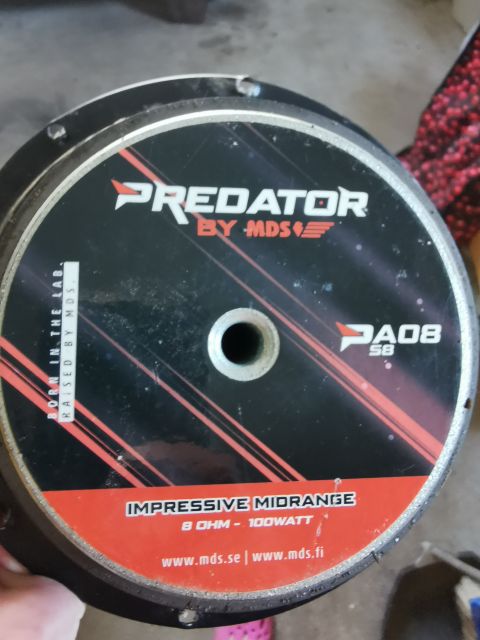 PREDATOR
BY MDS
BORN IN THE LAB
RAISED BY MDS.
PA08
S8
IMPRESSIVE MIDRANGE
8 OHM - 100WATT
www.mds.se | www.mds.fi